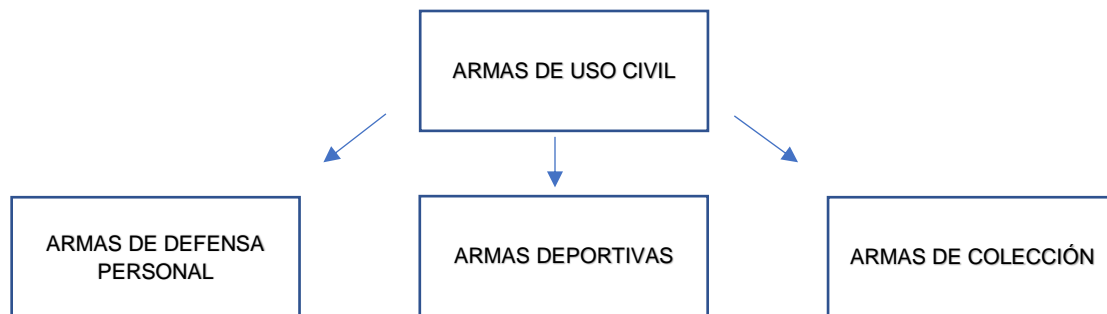 ARMAS DE USO CIVIL
ARMAS DE DEFENSA
PERSONAL
ARMAS DEPORTIVAS
ARMAS DE COLECCIÓN